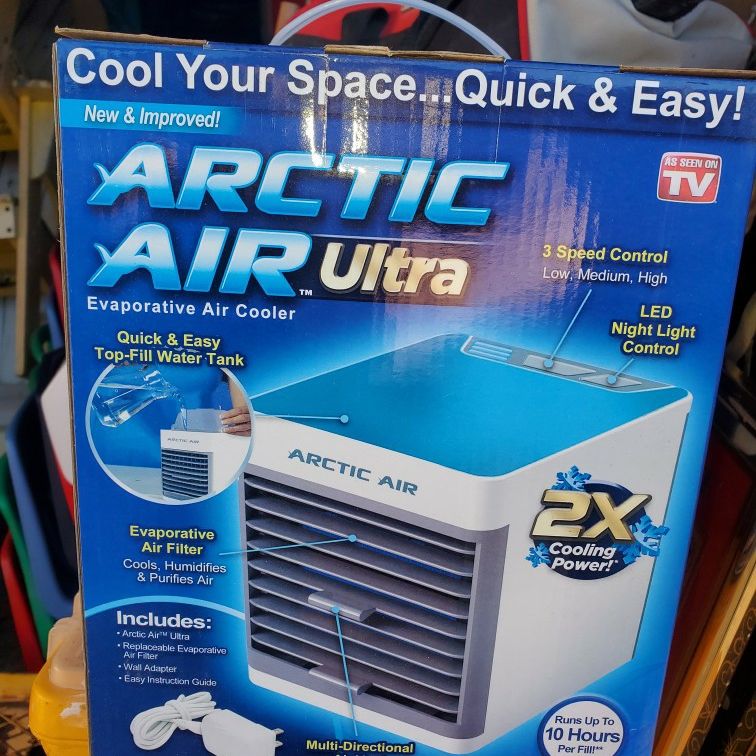 Cool Your Space...Quick & Easy!
New & Improved!
ARCTIC
AIR™ Ultra
Evaporative Air Cooler
AS SEEN ON
TV
3 Speed Control
Low, Medium, High
LED
Night Light
Control
Quick & Easy
Top-Fill Water Tank
ARCTIC AIR
ARCTIC AIR
2X
Cooling
Power!*
Evaporative
Air Filter
Cools, Humidifies
& Purifies Air
Includes:
• Arctic Air™ Ultra
• Replaceable Evaporative
Air Filter
• Wall Adapter
• Easy Instruction Guide
Multi-Directional
Runs Up To
10 Hours
Per Fill!**